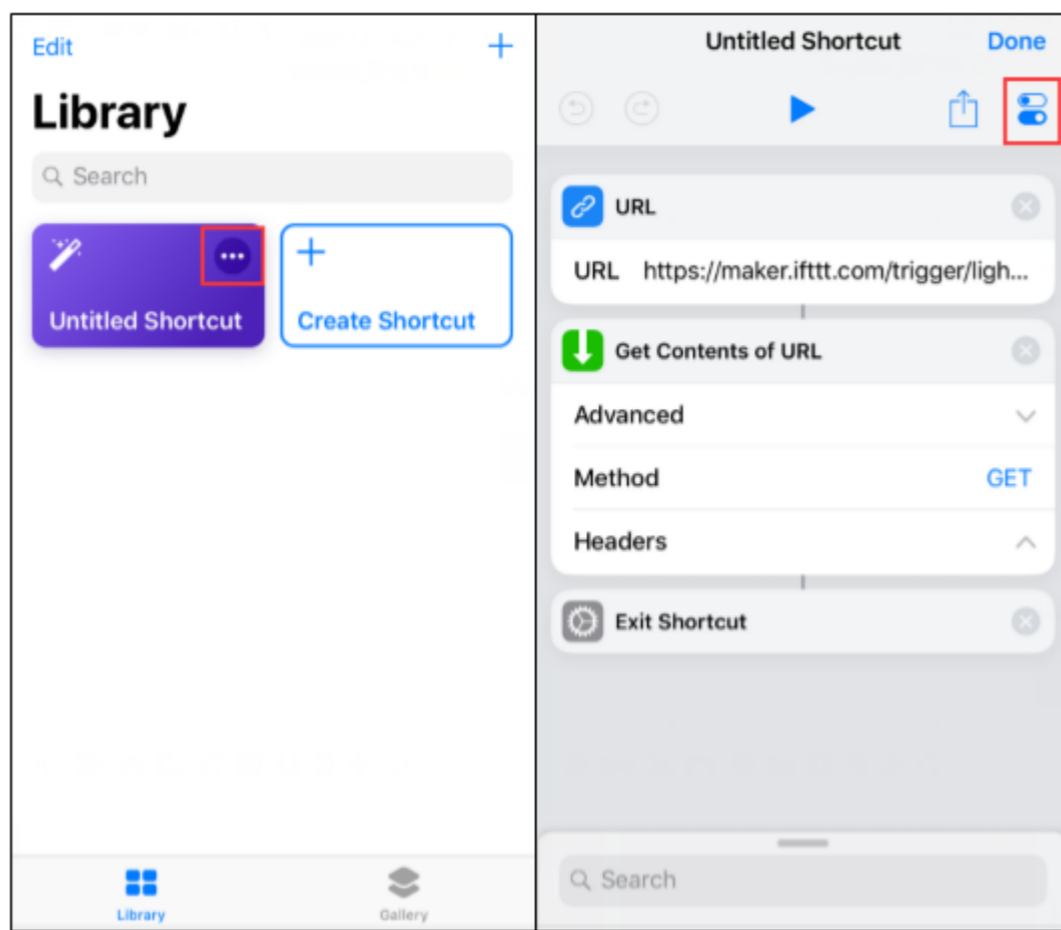 Edit
Library
Search
Untitled Shortcut
Create Shortcut
Library
Gallery
Untitled Shortcut
Done
URL
URL https://maker.ifttt.com/trigger/ligh...
Get Contents of URL
Advanced
Method GET
Headers
Exit Shortcut
Search